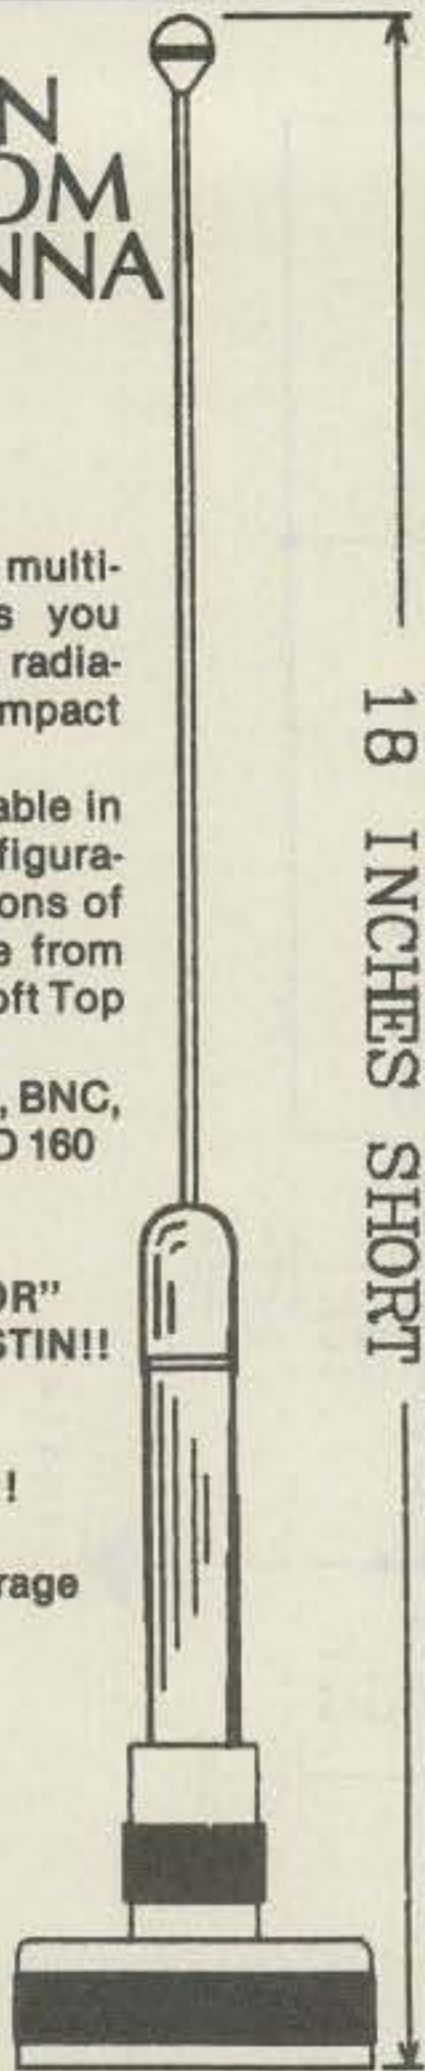 N
OM
NNA
multi-
s you
radia-
mpact
able in
figura-
ons of
e from
oft Top
, BNC,
D 160
OR"
STIN!!
!
rage
18 INCHES SHORT